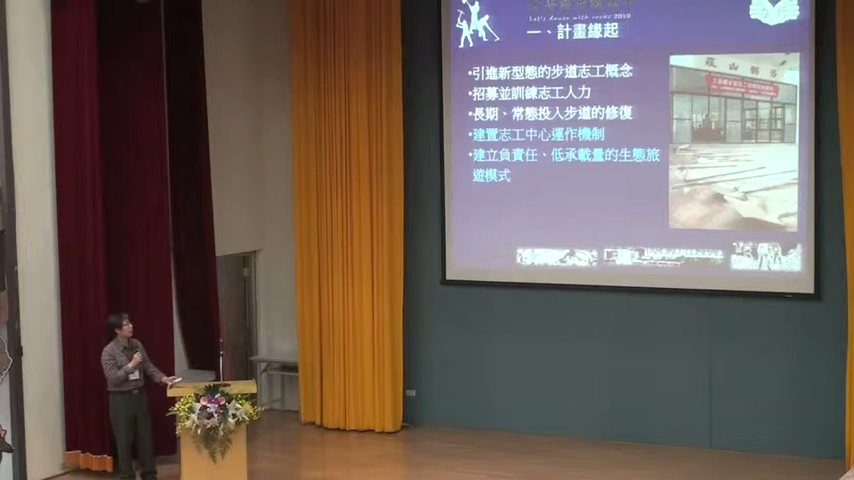 Let's dance with rocks 2010
一、計畫緣起
•引進新型態的步道志工概念
•招募並訓練志工人力
•長期、常態投入步道的修復
•建置志工中心運作機制
•建立負責任、低承載量的生態旅
遊模式